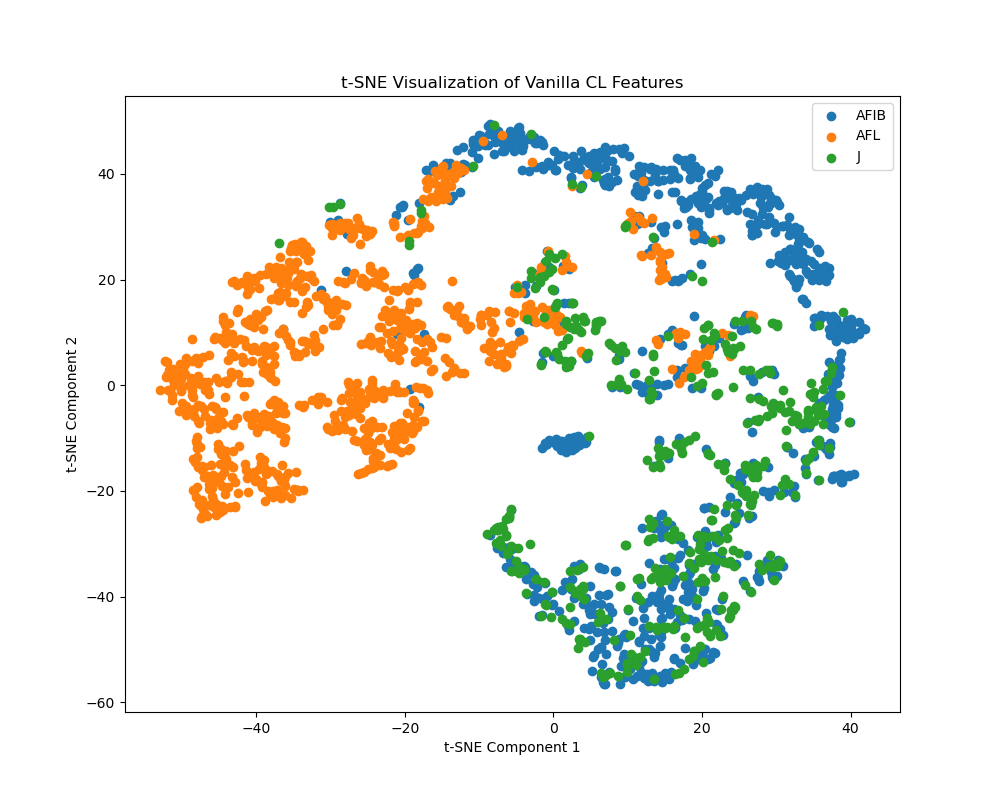 t-SNE Visualization of Vanilla CL Features
AFIB
AFL
J
40
20
0
−20
−40
−60
t-SNE Component 2
−40
−20
0
20
40
t-SNE Component 1